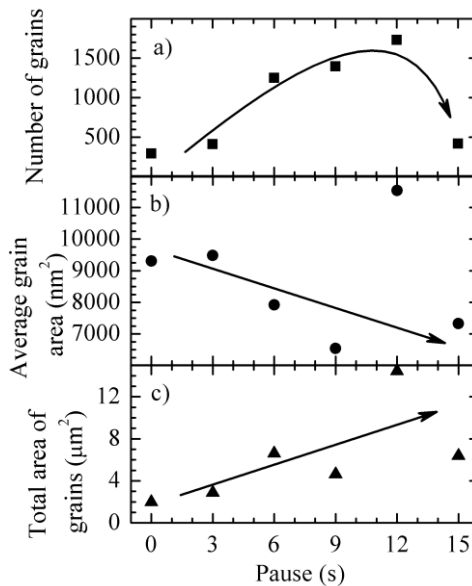 a)
Number of grains
1500
1000
500
b)
Average grain
area (nm²)
11000
10000
9000
8000
7000
c)
Total area of
grains (μm²)
12
8
4
0
0 3 6 9 12 15
Pause (s)